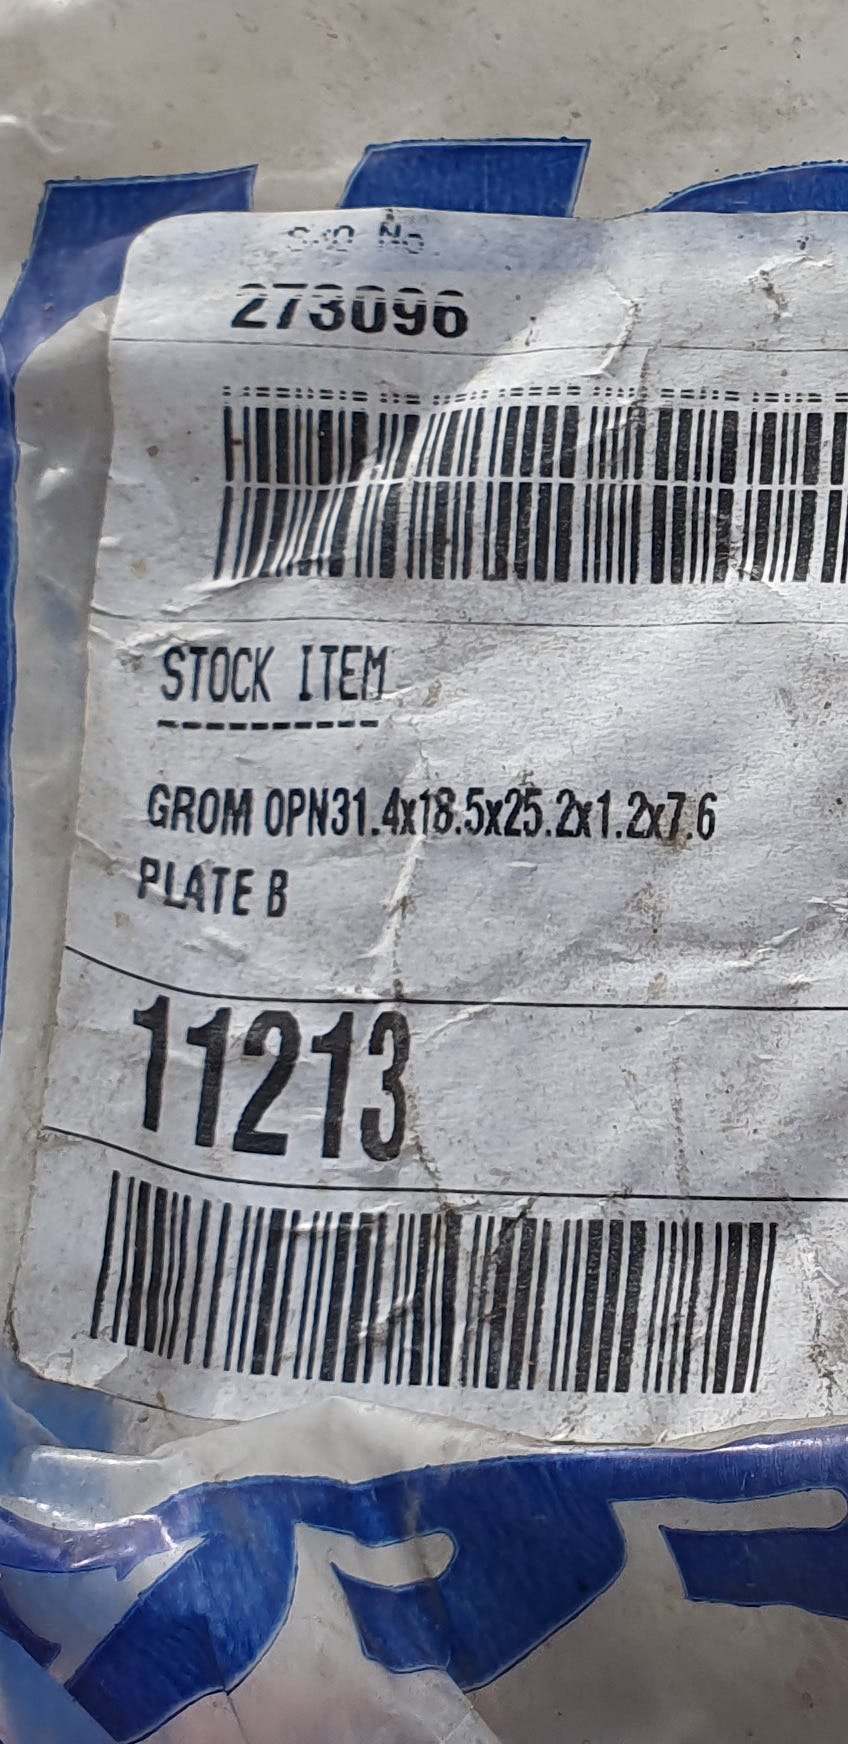 S/O No.
273096
STOCK ITEM
----------
GROM OPN31.4x18.5x25.2x1.2x7.6
PLATE B
11213